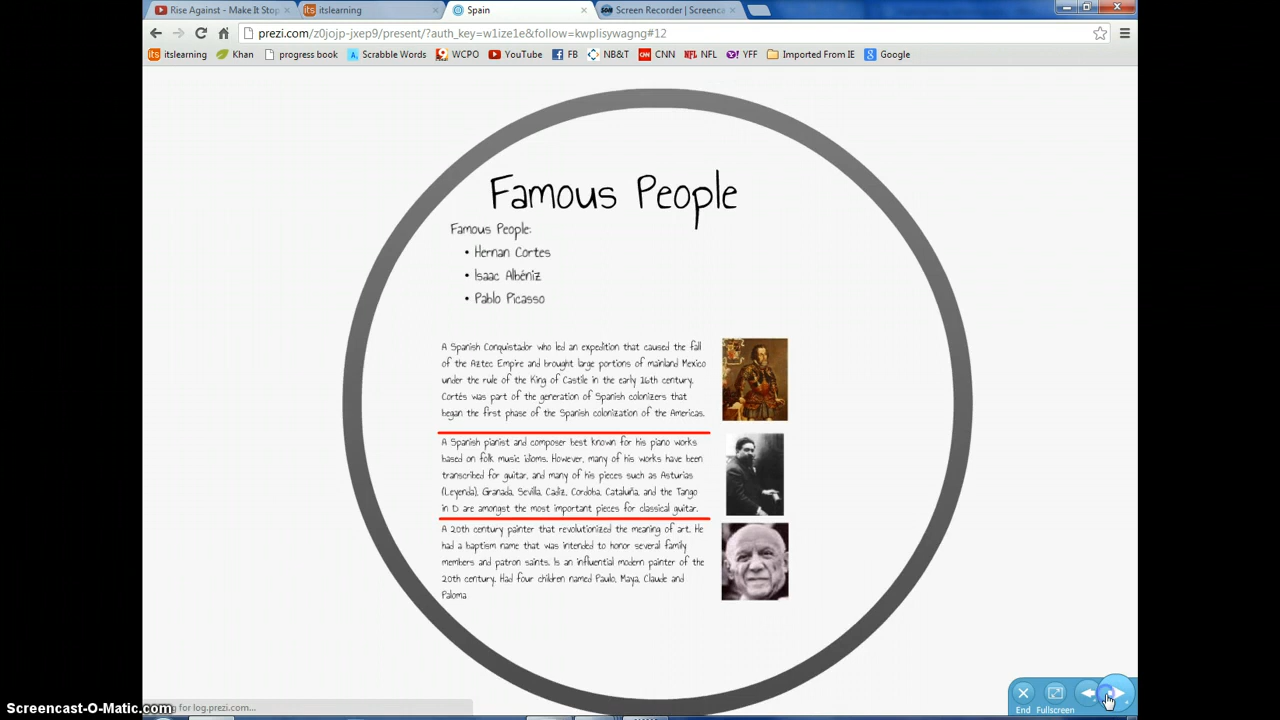 Rise Against - Make It Stop
itslearning
Spain
Screen Recorder | Screenca
prezi.com/z0jojp-jxep9/present/?auth_key=w1ize1e&follow=kwplisywagng#12
itslearning
Khan
progress book
Scrabble Words
WCPO
YouTube
FB
NB&T
CNN
NFL
YFF
Imported From IE
Google
Famous People
Famous People:
• Hernan Cortes
• Isaac Albéniz
• Pablo Picasso
A Spanish Conquistador who led an expedition that caused the fall
of the Aztec Empire and brought large portions of mainland Mexico
under the rule of the King of Castile in the early 16th century.
Cortés was part of the generation of Spanish colonizers that
began the first phase of the Spanish colonization of the Americas.
A Spanish pianist and composer best known for his piano works
based on folk music idioms. However, many of his works have been
transcribed for guitar, and many of his pieces such as Asturias
(Leyenda), Granada, Sevilla, Cadiz, Cordoba, Cataluña, and the Tango
in D are amongst the most important pieces for classical guitar.
A 20th century painter that revolutionized the meaning of art. He
had a baptism name that was intended to honor several family
members and patron saints. Is an influential modern painter of the
20th century. Had four children named Paulo, Maya, Claude and
Paloma
End
Fullscreen
for log.prezi.com...
Screencast-O-Matic.com